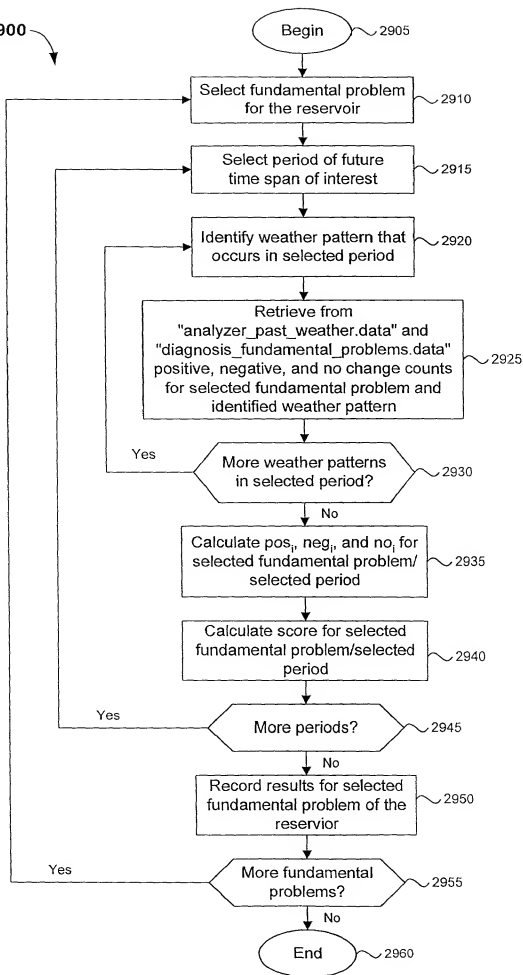 900
Begin
2905
Select fundamental problem
for the reservoir
2910
Select period of future
time span of interest
2915
Identify weather pattern that
occurs in selected period
2920
Retrieve from
"analyzer_past_weather.data" and
"diagnosis_fundamental_problems.data"
positive, negative, and no change counts
for selected fundamental problem and
identified weather pattern
2925
Yes
More weather patterns
in selected period?
2930
No
Calculate posi, negi, and noi for
selected fundamental problem/
selected period
2935
Calculate score for selected
fundamental problem/selected
period
2940
Yes
More periods?
2945
No
Record results for selected
fundamental problem of the
reservior
2950
Yes
More fundamental
problems?
2955
No
End
2960